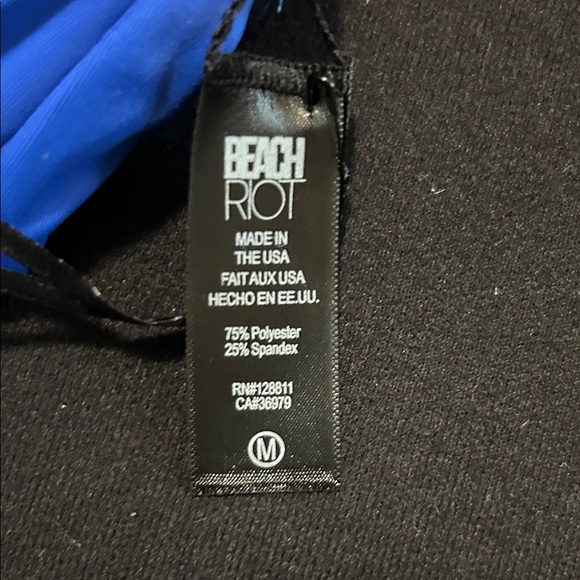 BEACH
RIOT
MADE IN
THE USA
FAIT AUX USA
HECHO EN EE.UU.
75% Polyester
25% Spandex
RN#128811
CA#36979
M